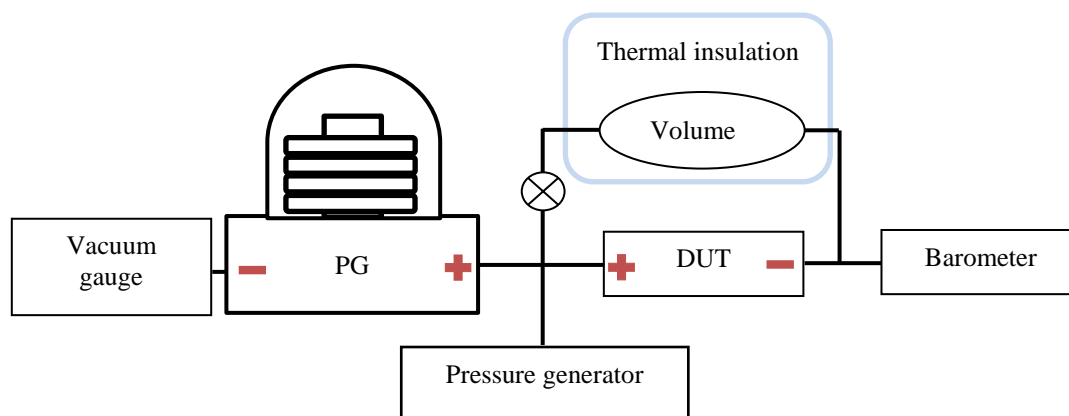 Thermal insulation
Volume
Vacuum
gauge
PG
DUT
Barometer
Pressure generator